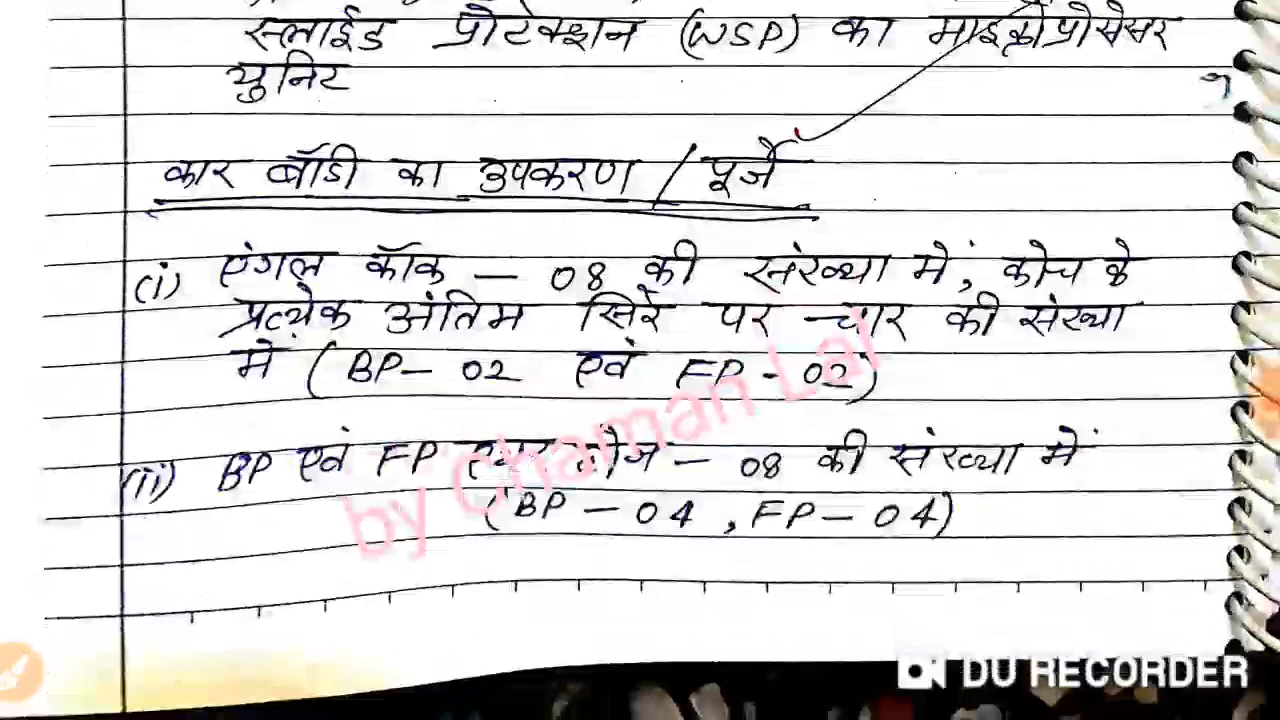 स्लाईड प्रोटेक्शन (WSP) का माइक्रोप्रोसेसर
युनिट
कार बॉडी का उपकरण / पूर्जे
(i) एंगल कॉक – 08 की संख्या में, कोच के
प्रत्येक अंतिम सिरे पर चार की संख्या
में (BP – 02 एवं FP - 02)
(ii) BP एवं FP एयर हौज – 08 की संख्या में
(BP – 04 , FP – 04)
by Chaman Lal
DU RECORDER